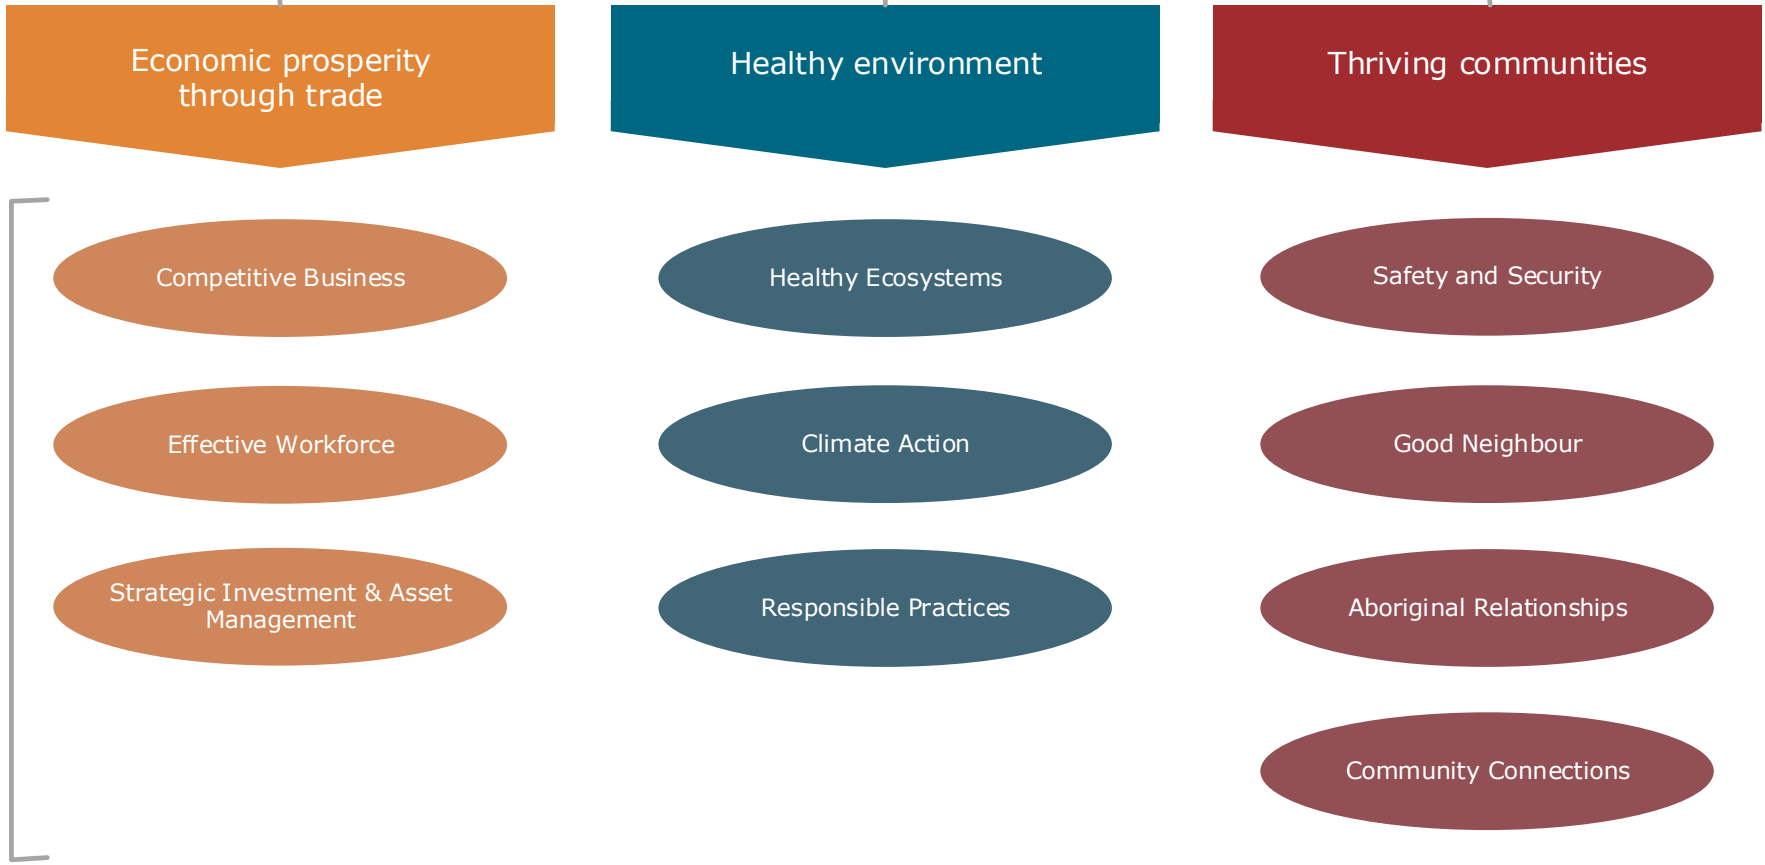 Economic prosperity
through trade
Competitive Business
Effective Workforce
Strategic Investment & Asset
Management
Healthy environment
Healthy Ecosystems
Climate Action
Responsible Practices
Thriving communities
Safety and Security
Good Neighbour
Aboriginal Relationships
Community Connections